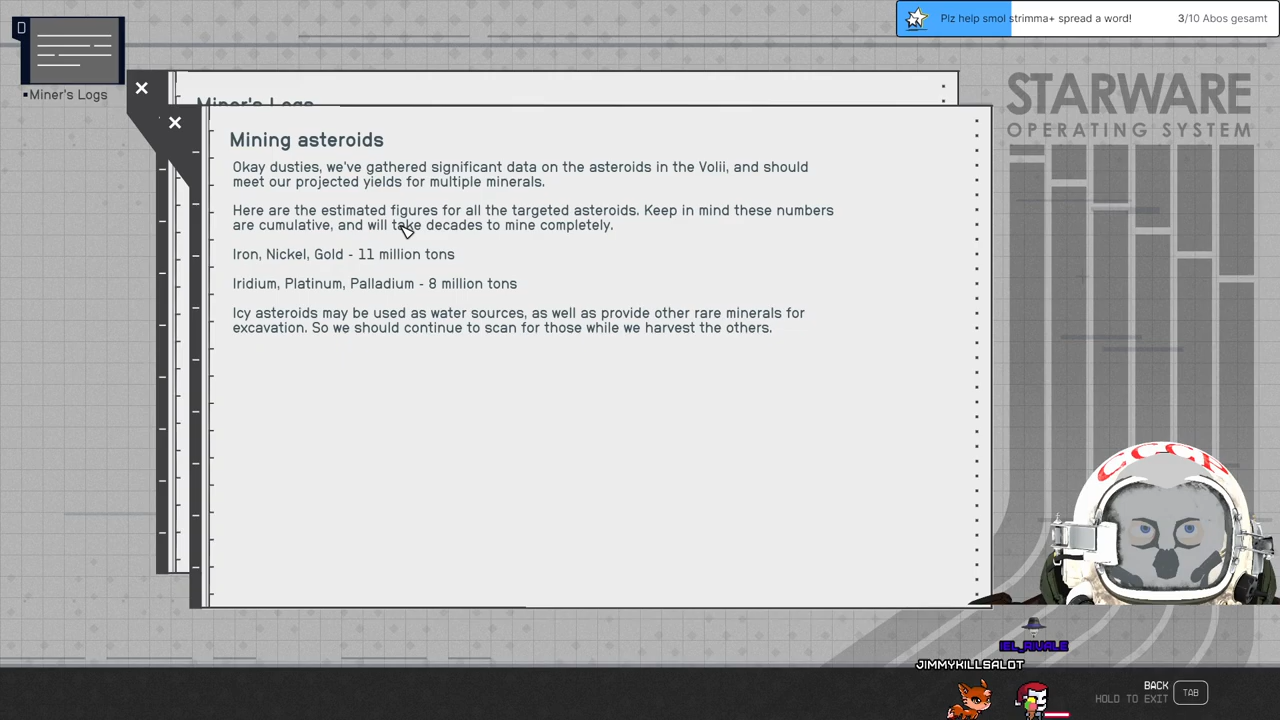 Plz help smol strimma+ spread a word!
3/10 Abos gesamt
D
Miner's Logs
Miner's Logs
STARWARE
OPERATING SYSTEM
Mining asteroids
Okay dusties, we've gathered significant data on the asteroids in the Volii, and should
meet our projected yields for multiple minerals.
Here are the estimated figures for all the targeted asteroids. Keep in mind these numbers
are cumulative, and will take decades to mine completely.
Iron, Nickel, Gold - 11 million tons
Iridium, Platinum, Palladium - 8 million tons
Icy asteroids may be used as water sources, as well as provide other rare minerals for
excavation. So we should continue to scan for those while we harvest the others.
CCCP
JIMMYKILLSALOT
BACK
HOLD TO EXIT
TAB